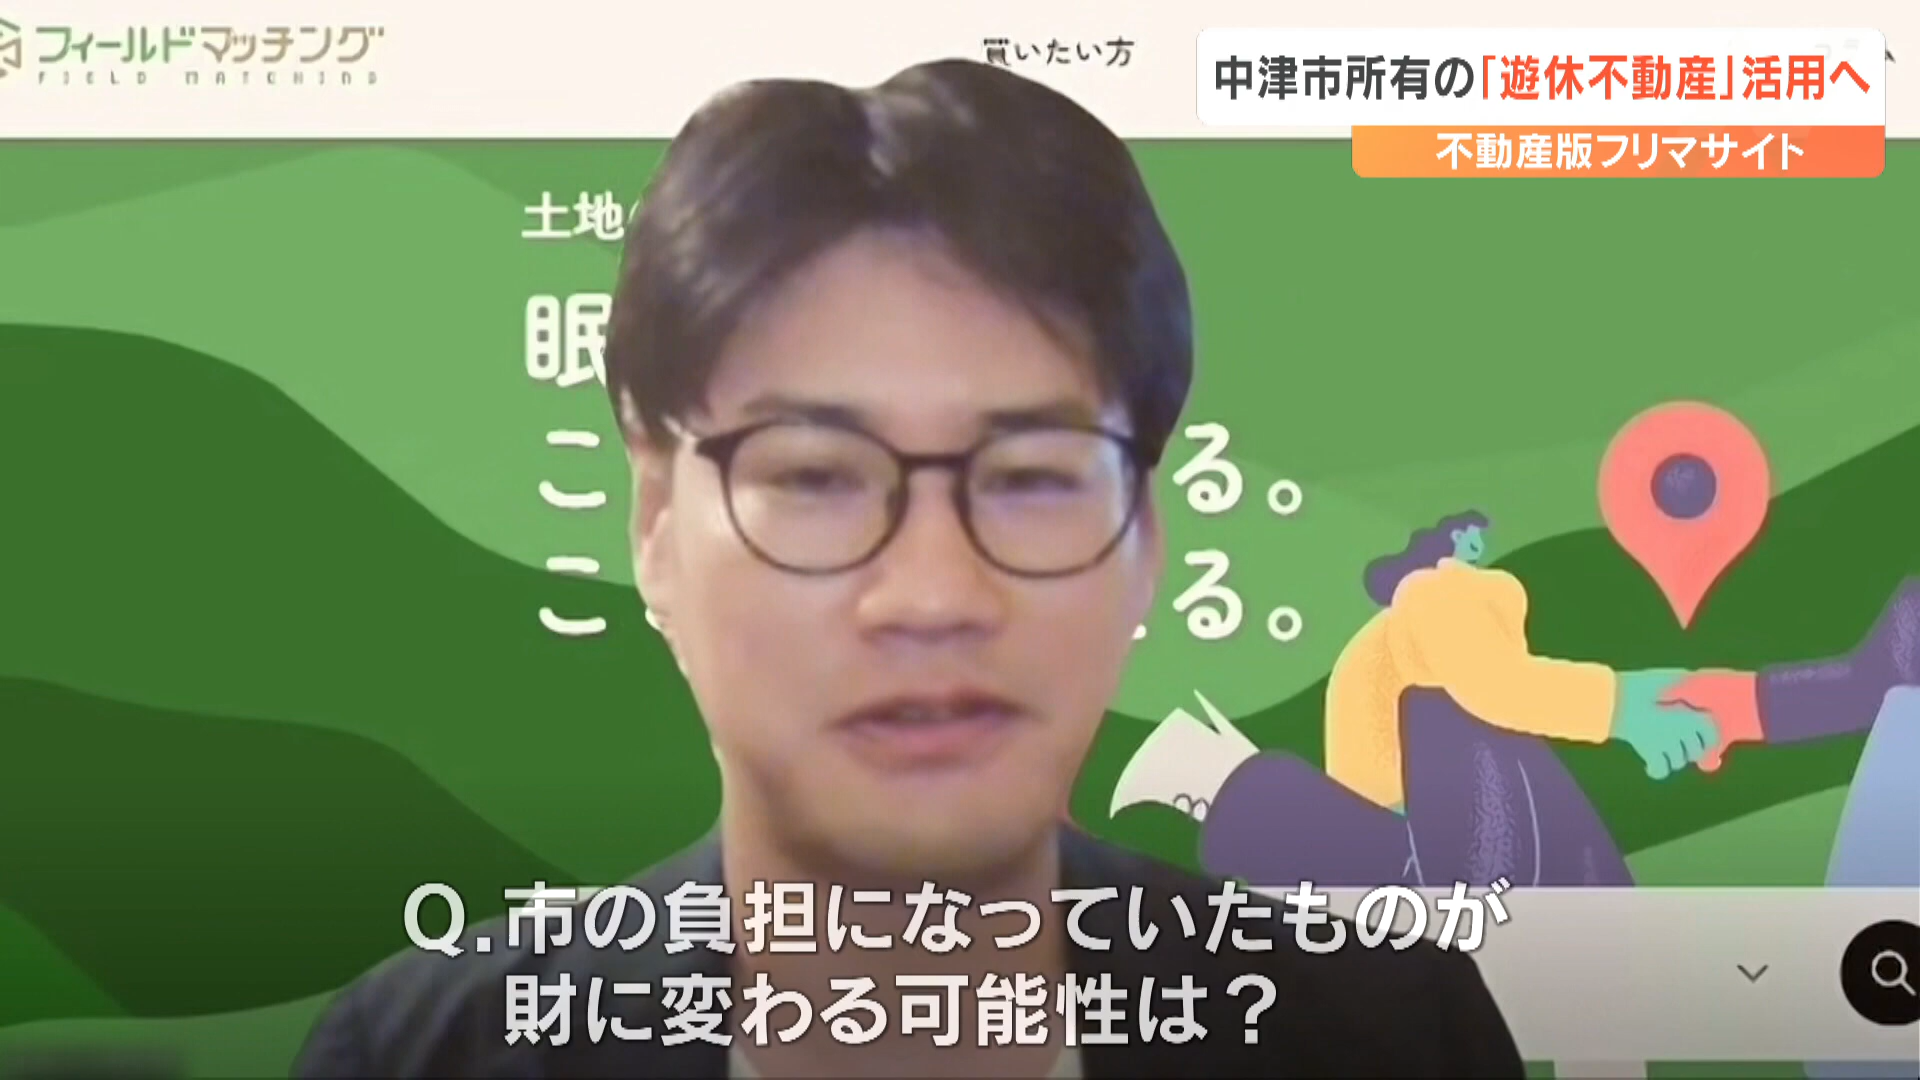 フィールドマッチング
FIELD MATCHING
買いたい方
中津市所有の「遊休不動産」活用へ
不動産版フリマサイト
土地
眠
こ る。
こ る。
Q.市の負担になっていたものが
財に変わる可能性は？